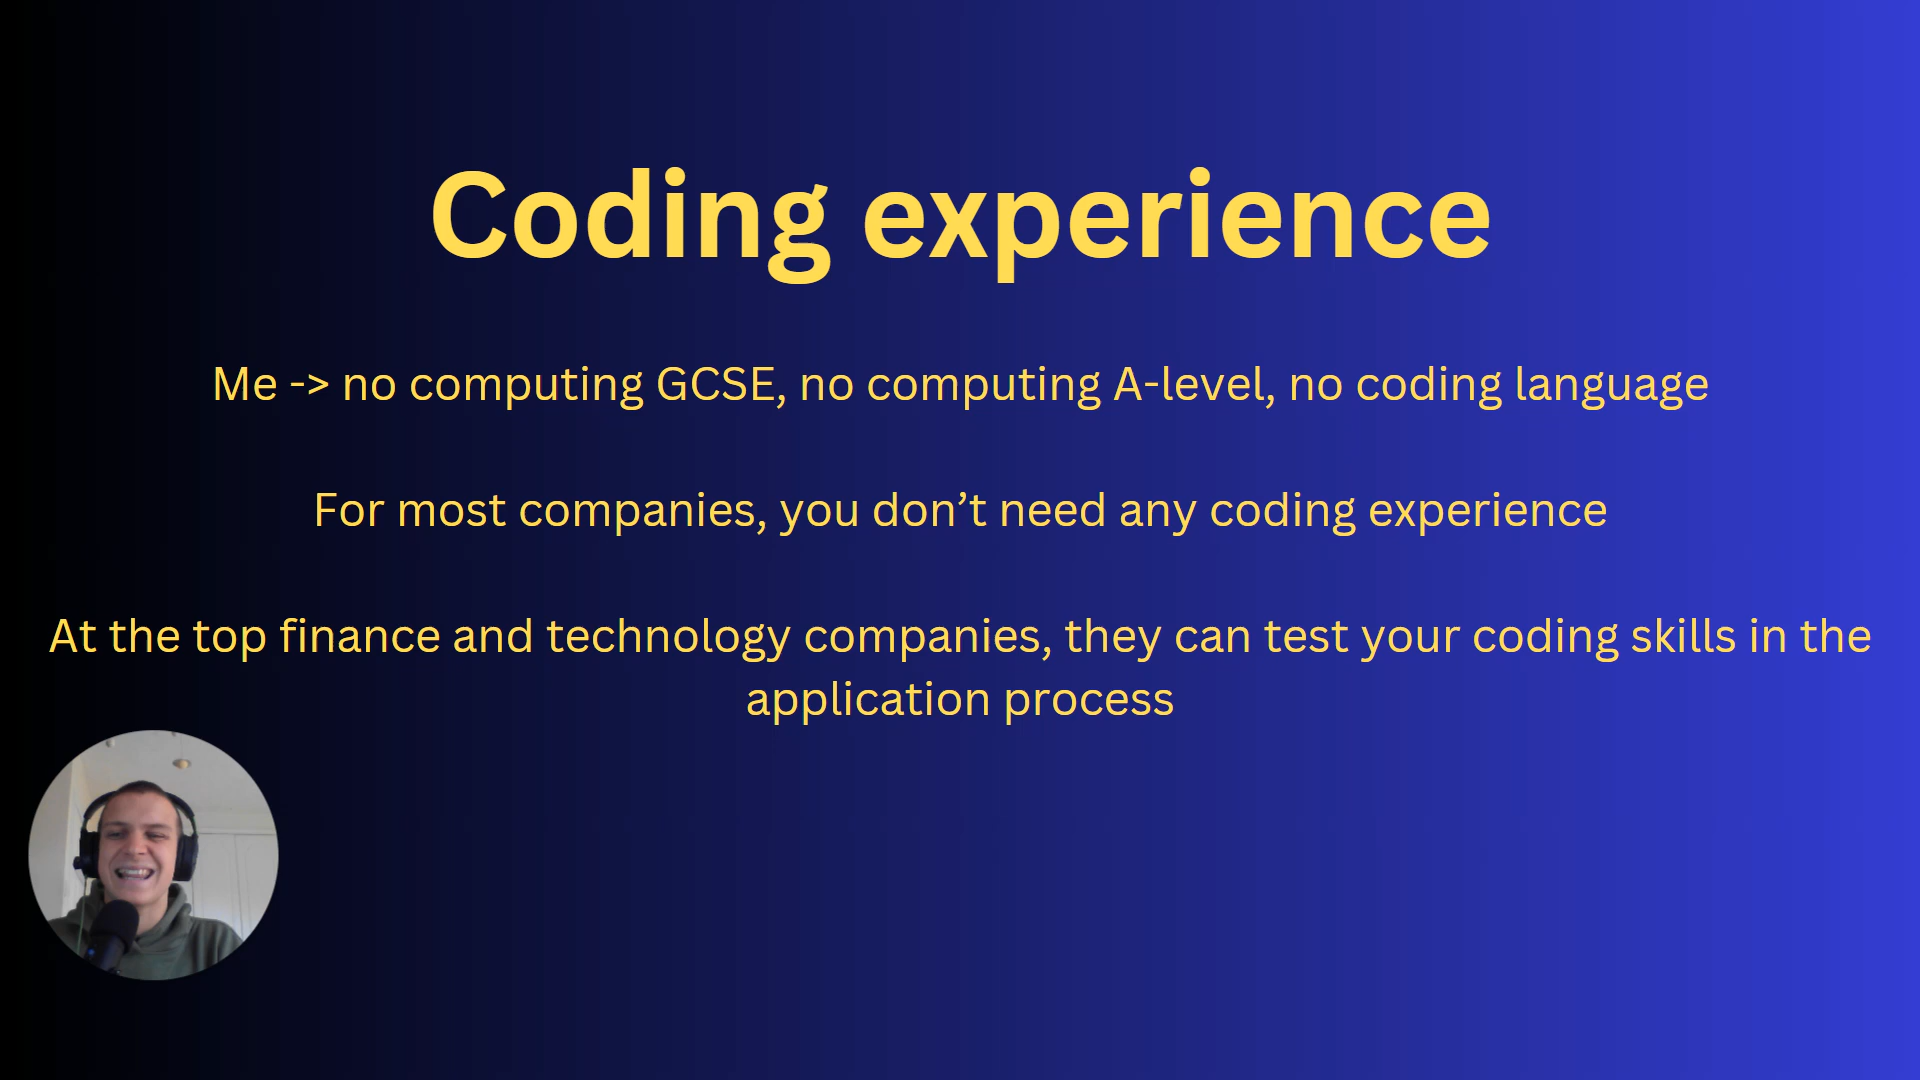 Coding experience
Me -> no computing GCSE, no computing A-level, no coding language
For most companies, you don’t need any coding experience
At the top finance and technology companies, they can test your coding skills in the
application process